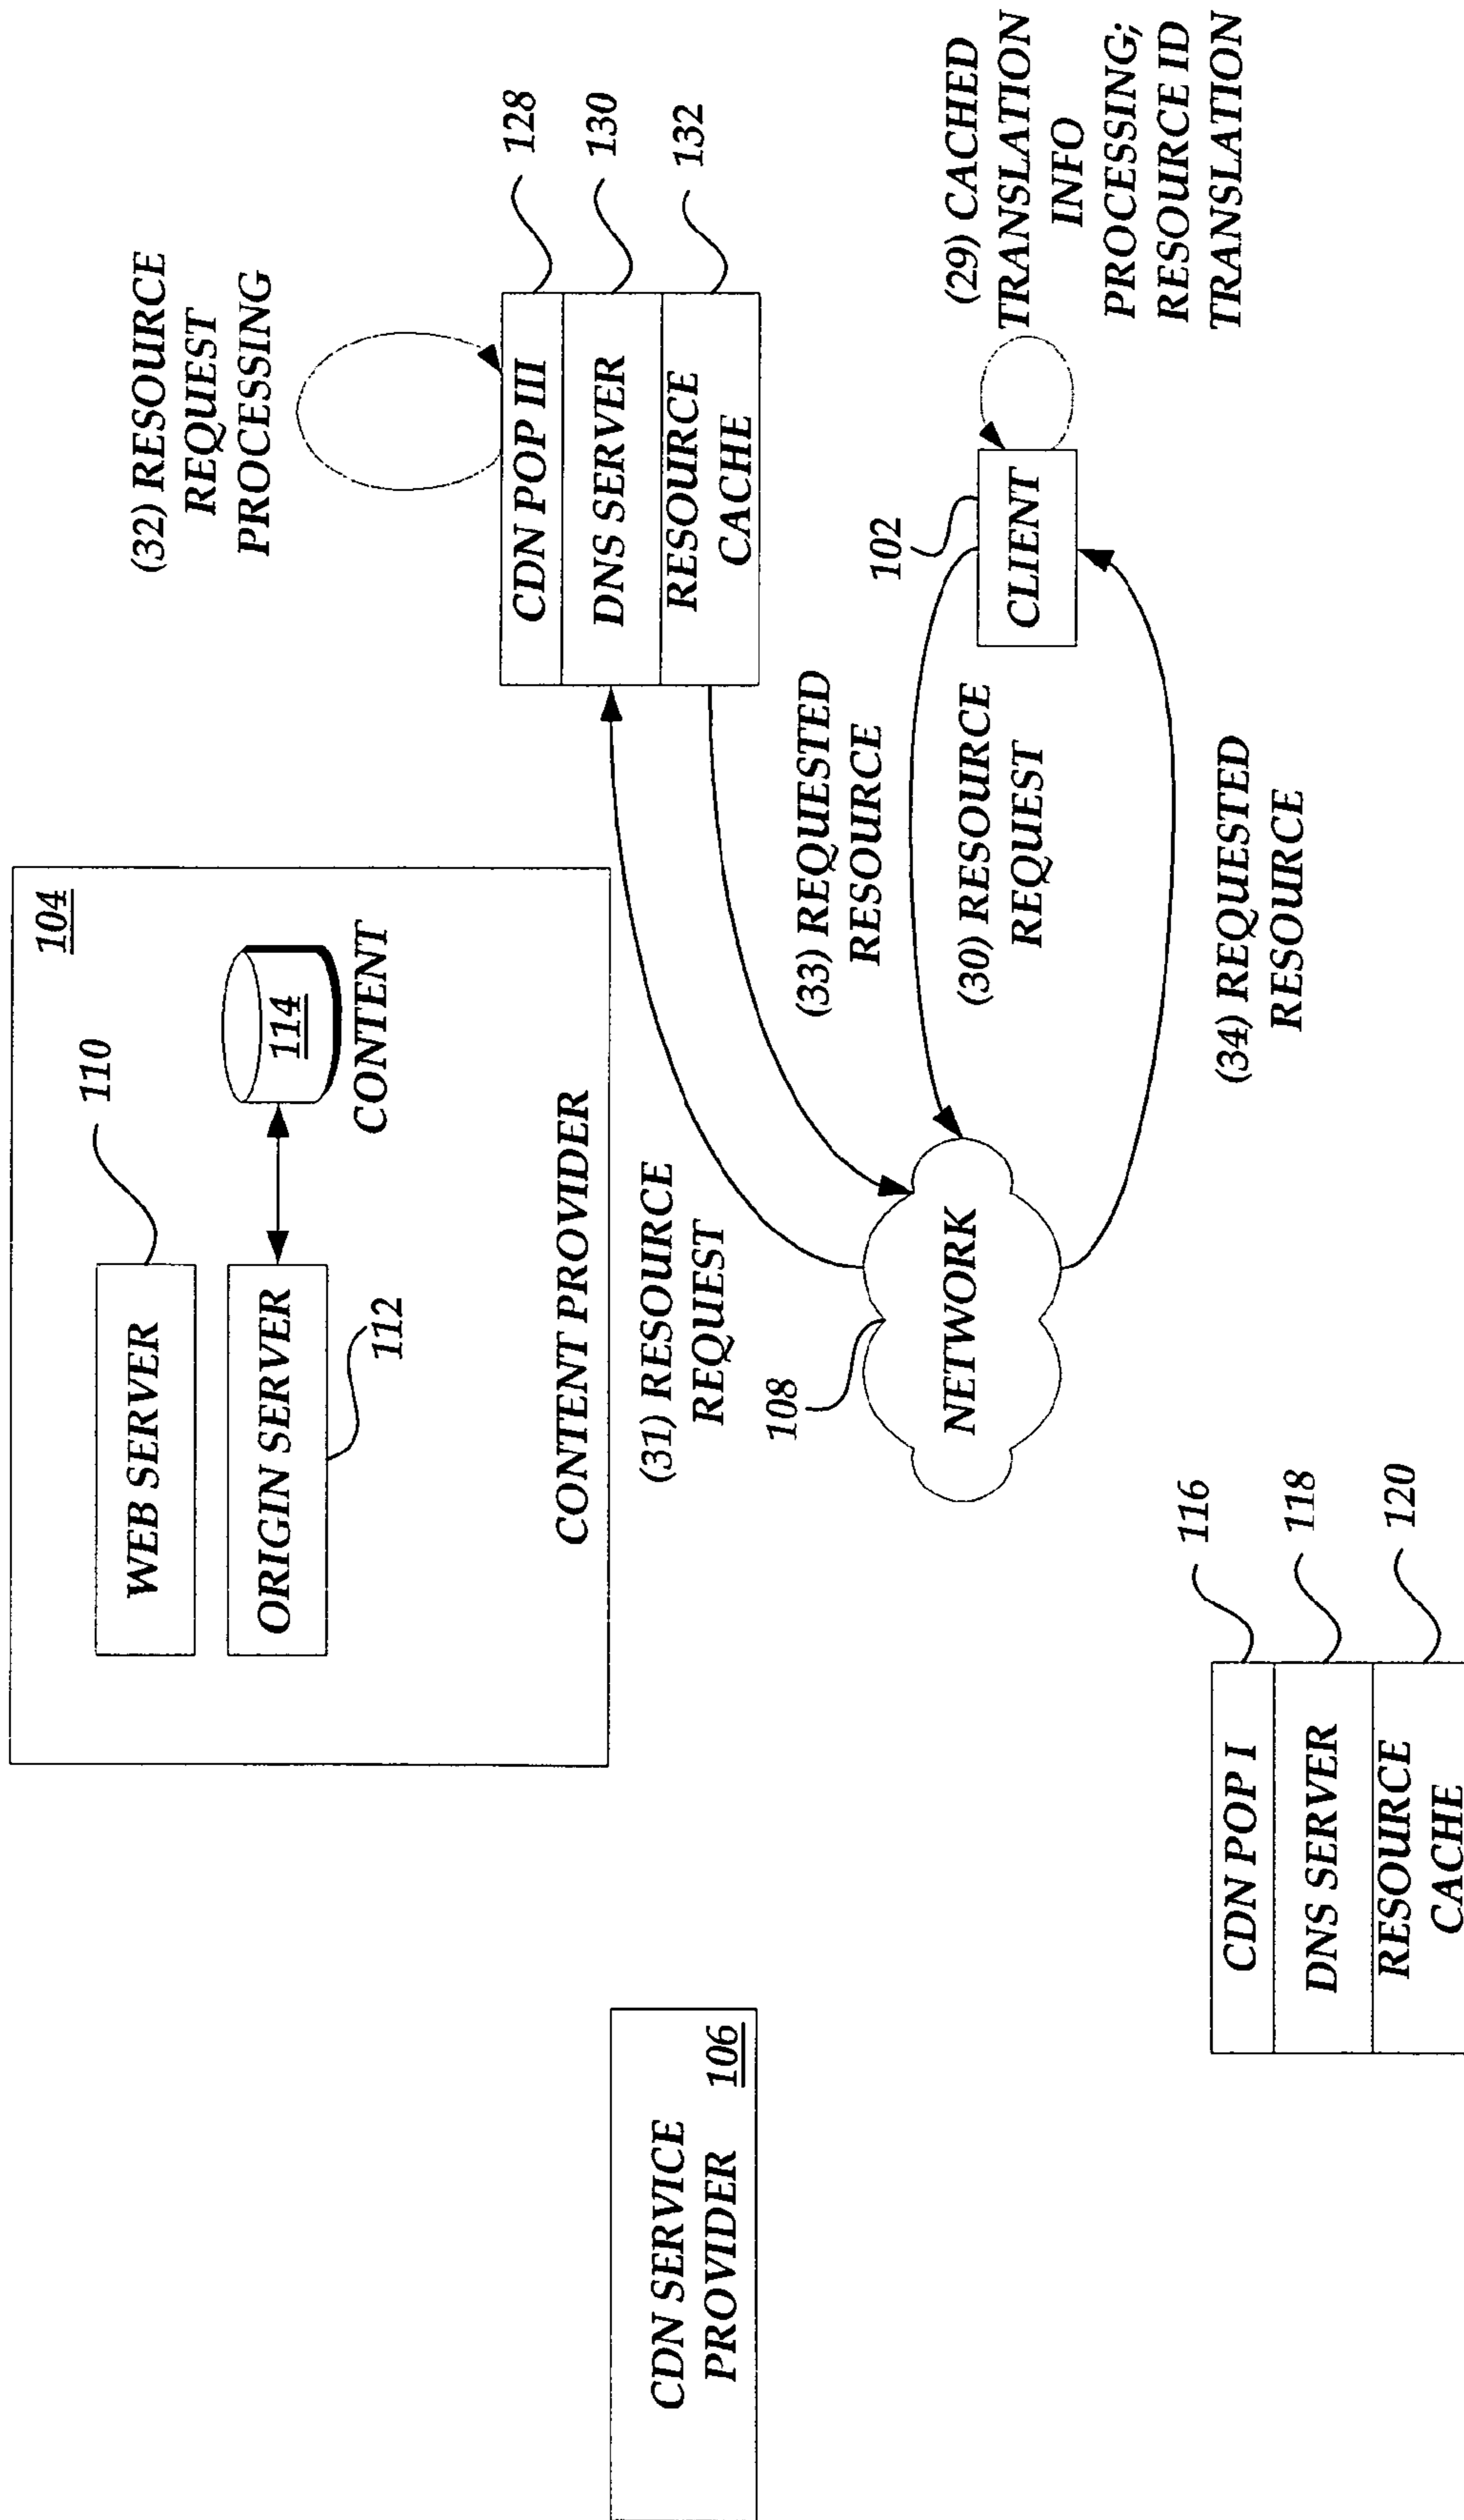 104
110
WEB SERVER
ORIGIN SERVER
112
114
CONTENT
CONTENT PROVIDER
(32) RESOURCE
REQUEST
PROCESSING
CDN POP III
DNS SERVER
RESOURCE
CACHE
128
130
132
CDN SERVICE
PROVIDER
106
(31) RESOURCE
REQUEST
(33) REQUESTED
RESOURCE
108
NETWORK
(30) RESOURCE
REQUEST
102
CLIENT
(29) CACHED
TRANSLATION
INFO
PROCESSING;
RESOURCE ID
TRANSLATION
(34) REQUESTED
RESOURCE
CDN POP I
DNS SERVER
RESOURCE
CACHE
116
118
120